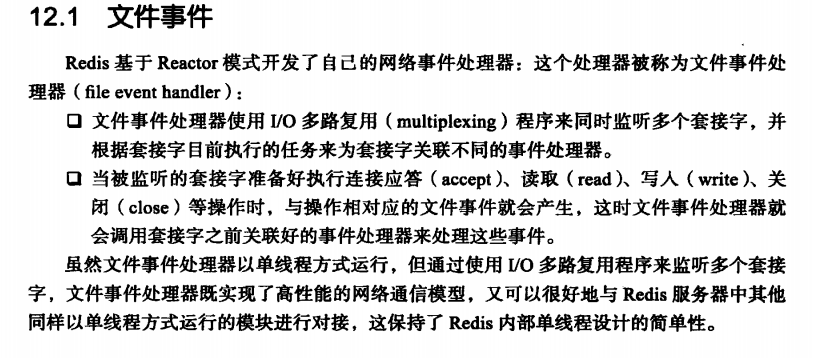 12.1 文件事件
Redis 基于 Reactor 模式开发了自己的网络事件处理器：这个处理器被称为文件事件处
理器（file event handler）：
❑ 文件事件处理器使用 I/O 多路复用（multiplexing）程序来同时监听多个套接字，并
根据套接字目前执行的任务来为套接字关联不同的事件处理器。
❑ 当被监听的套接字准备好执行连接应答（accept）、读取（read）、写入（write）、关
闭（close）等操作时，与操作相对应的文件事件就会产生，这时文件事件处理器就
会调用套接字之前关联好的事件处理器来处理这些事件。
虽然文件事件处理器以单线程方式运行，但通过使用 I/O 多路复用程序来监听多个套接
字，文件事件处理器既实现了高性能的网络通信模型，又可以很好地与 Redis 服务器中其他
同样以单线程方式运行的模块进行对接，这保持了 Redis 内部单线程设计的简单性。